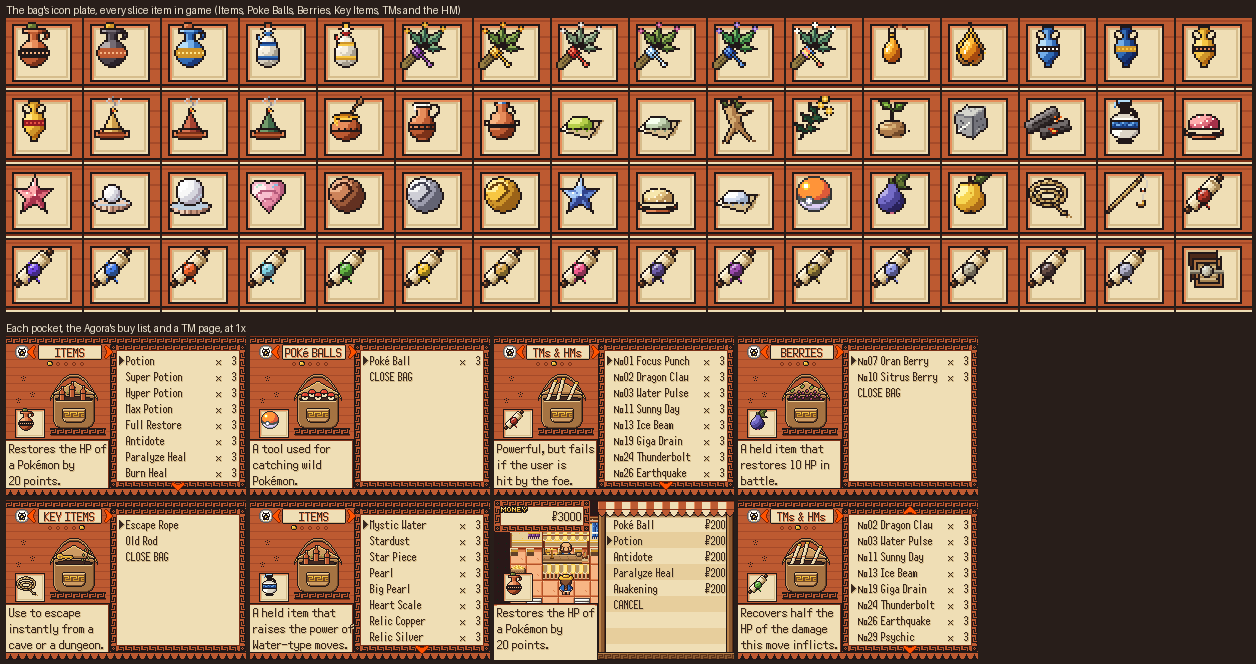 The bag's icon plate, every slice item in game (Items, Poke Balls, Berries, Key Items, TMs and the HM)
Each pocket, the Agora's buy list, and a TM page, at 1x
ITEMS
Potion × 3
Super Potion × 3
Hyper Potion × 3
Max Potion × 3
Full Restore × 3
Antidote × 3
Paralyze Heal × 3
Burn Heal × 3
Restores the HP of
a Pokémon by
20 points.
POKé BALLS
Poké Ball × 3
CLOSE BAG
A tool used for
catching wild
Pokémon.
TMs & HMs
No01 Focus Punch × 3
No02 Dragon Claw × 3
No03 Water Pulse × 3
No11 Sunny Day × 3
No13 Ice Beam × 3
No19 Giga Drain × 3
No24 Thunderbolt × 3
No26 Earthquake × 3
Powerful, but fails
if the user is
hit by the foe.
BERRIES
No07 Oran Berry × 3
No10 Sitrus Berry × 3
CLOSE BAG
A held item that
restores 10 HP in
battle.
KEY ITEMS
Escape Rope
Old Rod
CLOSE BAG
Use to escape
instantly from a
cave or a dungeon.
ITEMS
Mystic Water × 3
Stardust × 3
Star Piece × 3
Pearl × 3
Big Pearl × 3
Heart Scale × 3
Relic Copper × 3
Relic Silver × 3
A held item that
raises the power of
Water-type moves.
MONEY
₽3000
Poké Ball ₽200
Potion ₽200
Antidote ₽200
Paralyze Heal ₽200
Awakening ₽200
CANCEL
Restores the HP of
a Pokémon by
20 points.
TMs & HMs
No02 Dragon Claw × 3
No03 Water Pulse × 3
No11 Sunny Day × 3
No13 Ice Beam × 3
No19 Giga Drain × 3
No24 Thunderbolt × 3
No26 Earthquake × 3
No29 Psychic × 3
Recovers half the
HP of the damage
this move inflicts.